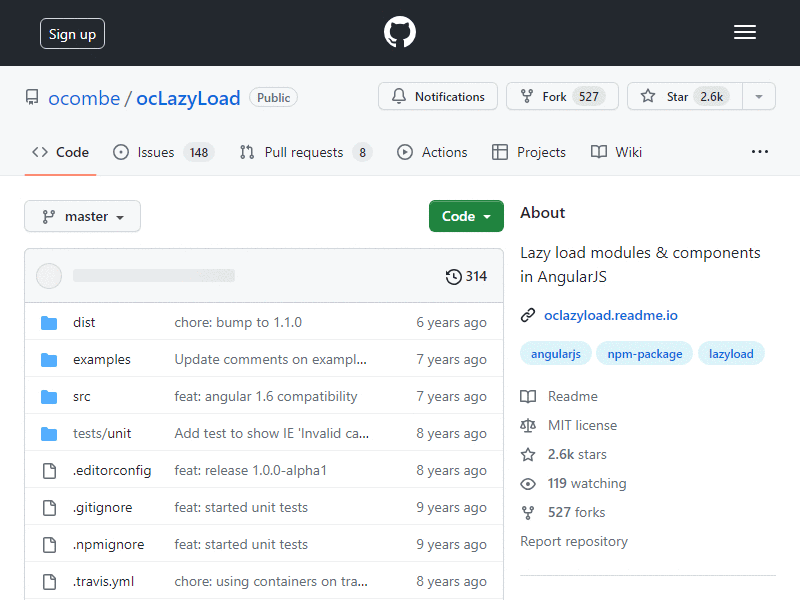 Sign up
ocombe / ocLazyLoad Public
Notifications Fork 527 Star 2.6k
Code Issues 148 Pull requests 8 Actions Projects Wiki
master Code
314
dist chore: bump to 1.1.0 6 years ago
examples Update comments on exampl... 7 years ago
src feat: angular 1.6 compatibility 7 years ago
tests/unit Add test to show IE 'Invalid ca... 8 years ago
.editorconfig feat: release 1.0.0-alpha1 8 years ago
.gitignore feat: started unit tests 9 years ago
.npmignore feat: started unit tests 9 years ago
.travis.yml chore: using containers on tra... 8 years ago
About
Lazy load modules & components
in AngularJS
oclazyload.readme.io
angularjs npm-package lazyload
Readme
MIT license
2.6k stars
119 watching
527 forks
Report repository